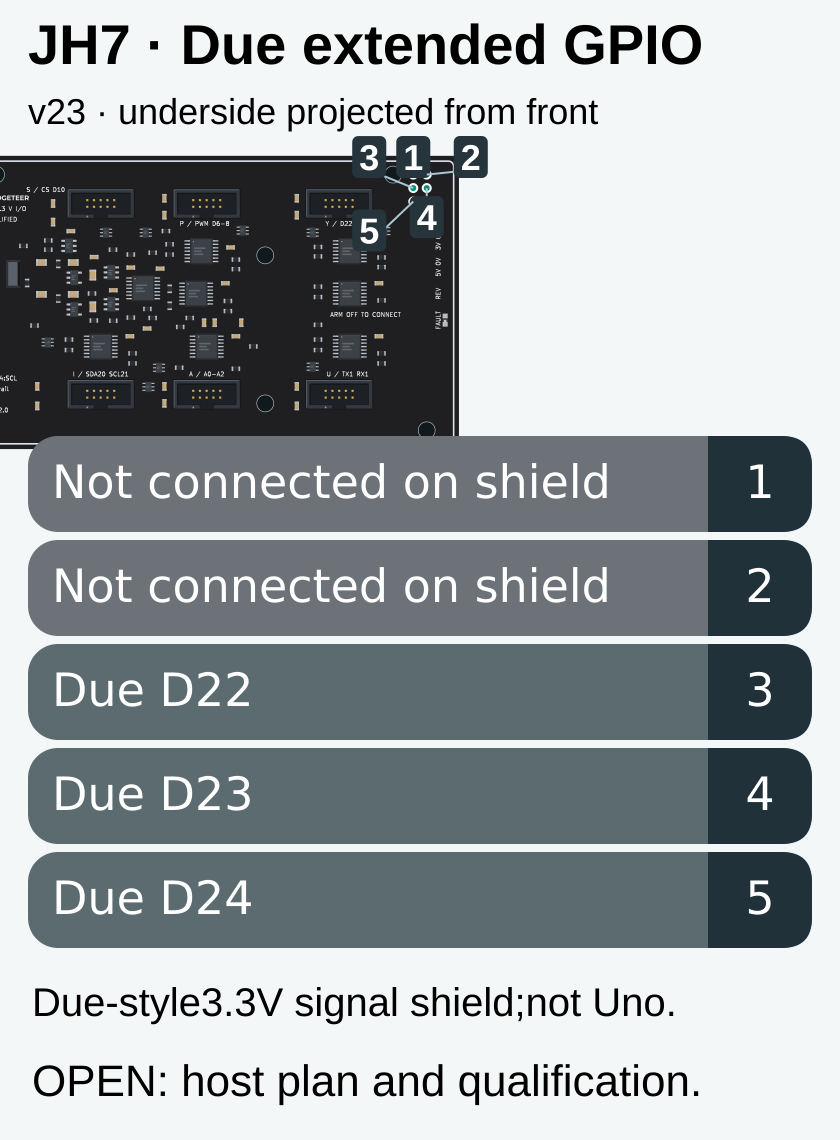 JH7 · Due extended GPIO
v23 · underside projected from front
3 1 2
S / CS D10
P / PWM D6-8
Y / D22
5 4
5V 0V
ARM OFF TO CONNECT
REV
FAULT
I / SDA20 SCL21
A / A0-A2
U / TX1 RX1
2.0
Not connected on shield 1
Not connected on shield 2
Due D22 3
Due D23 4
Due D24 5
Due-style3.3V signal shield;not Uno.
OPEN: host plan and qualification.